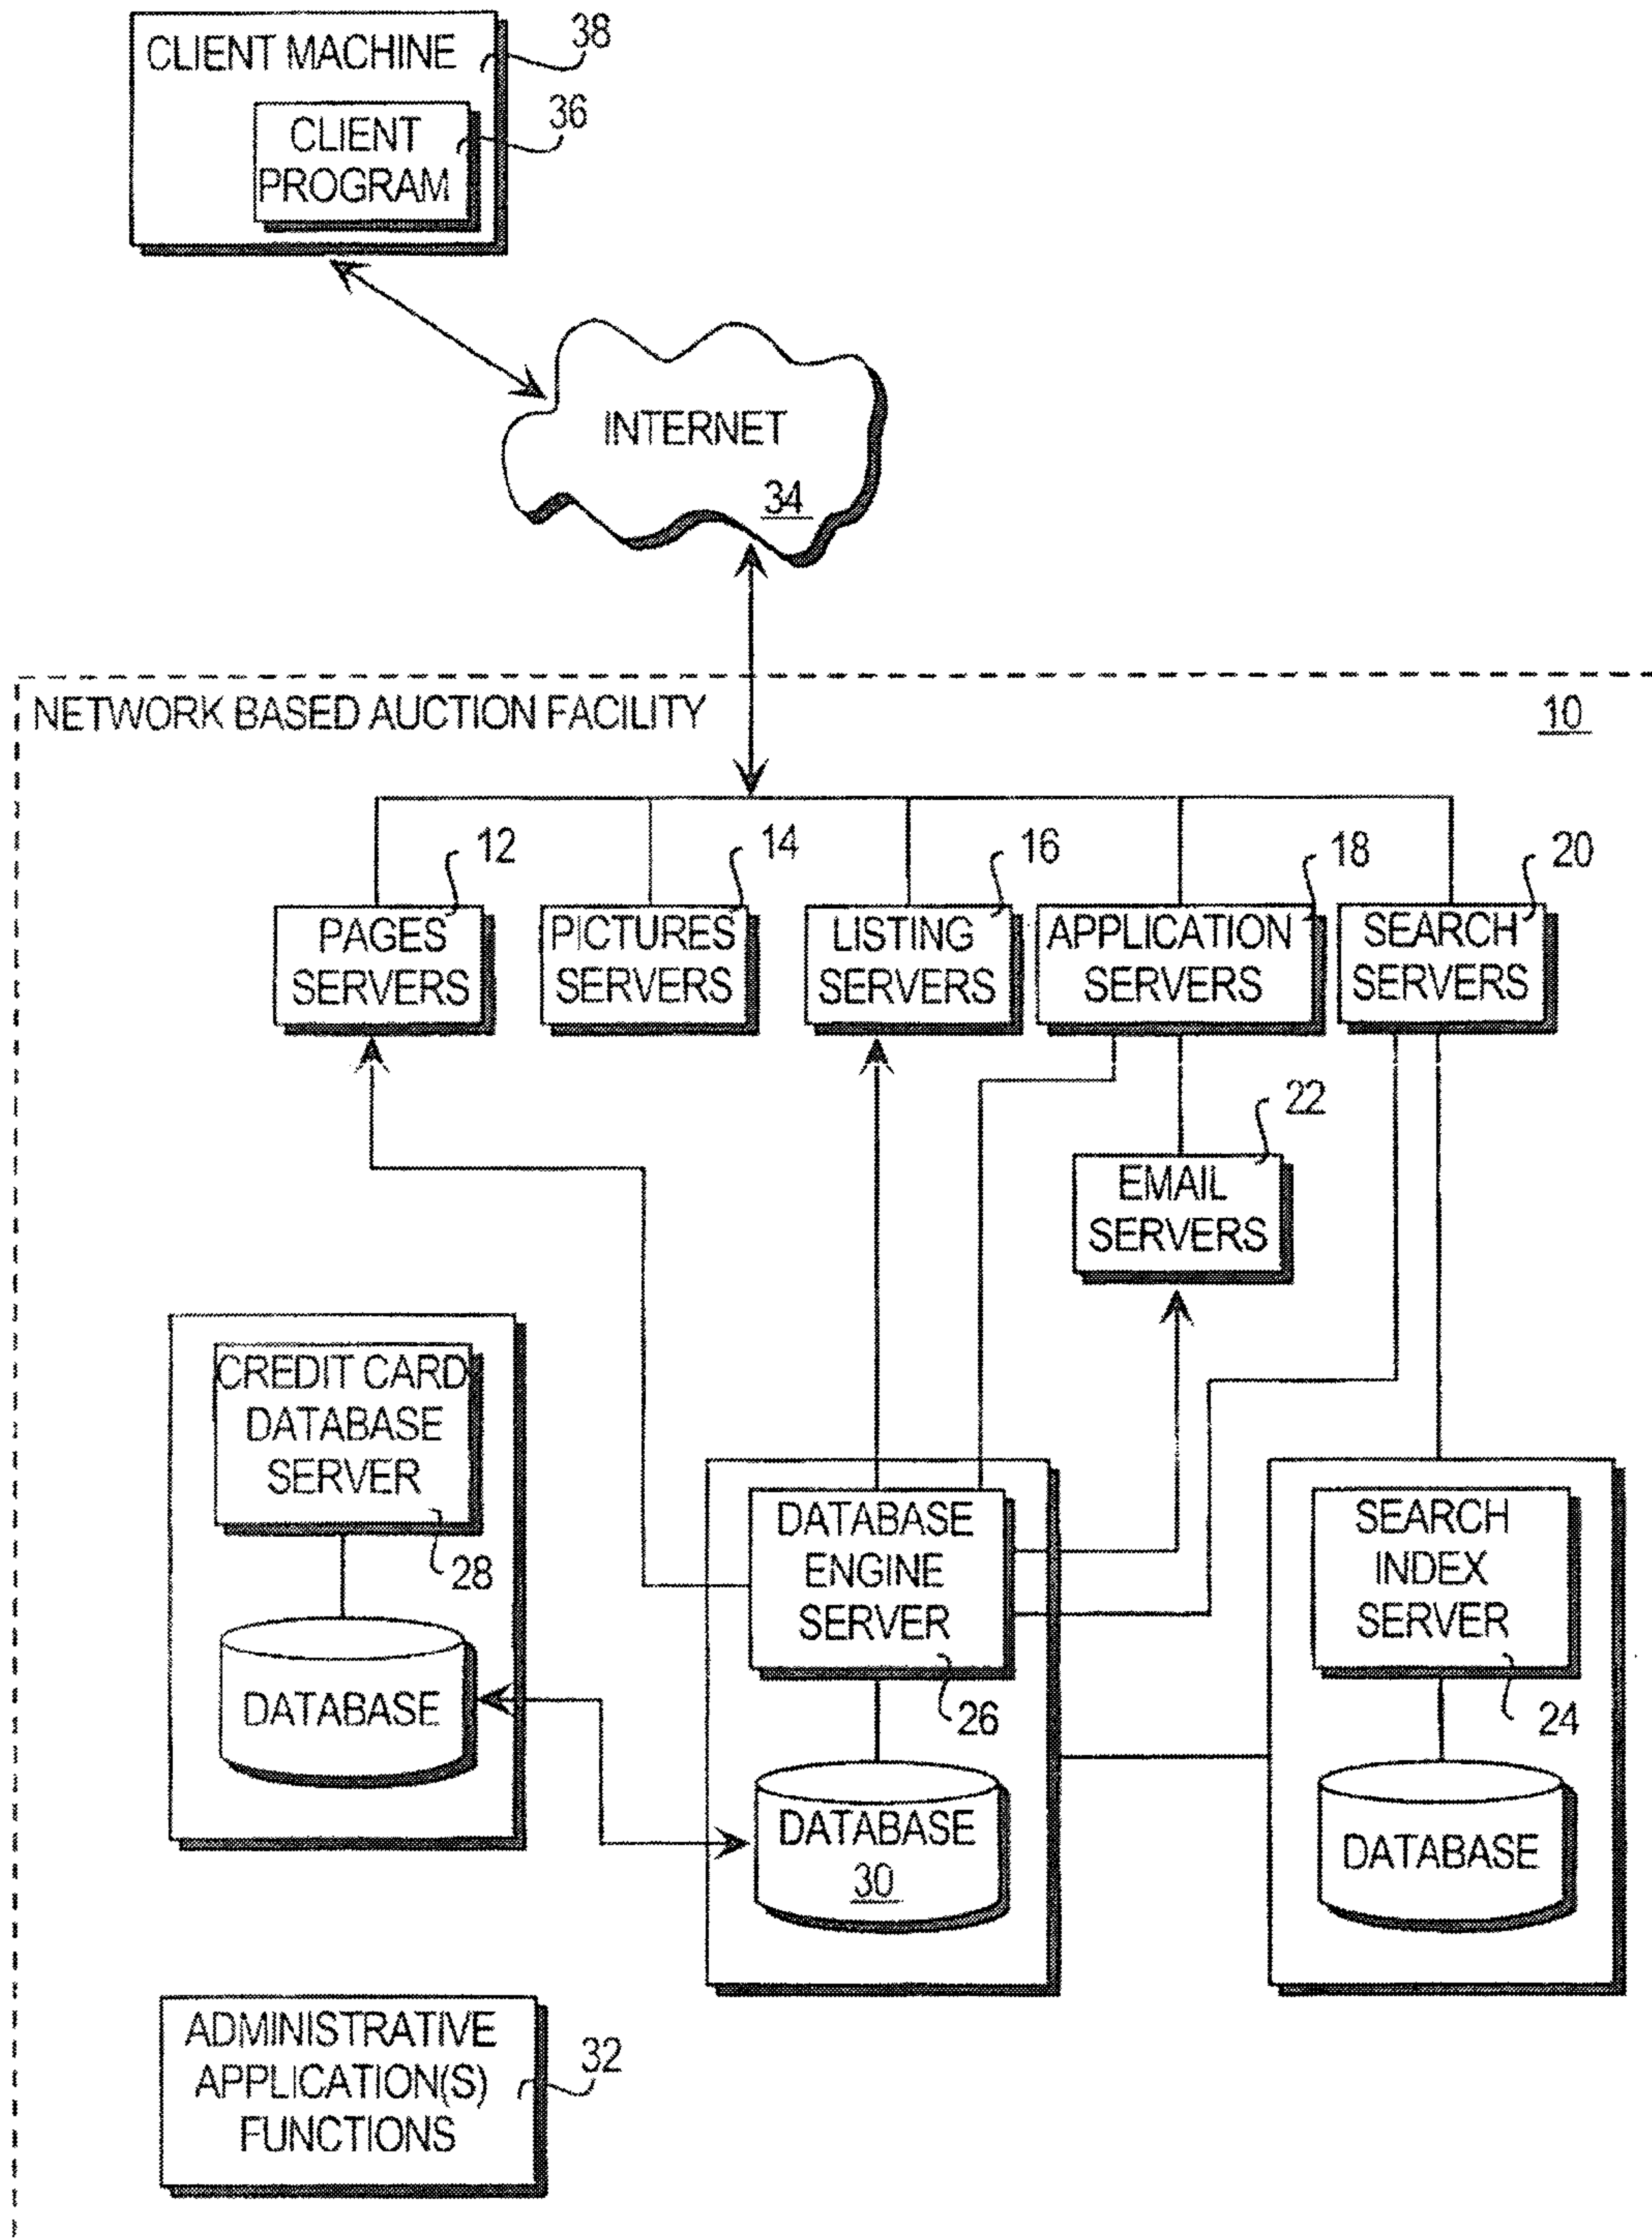 CLIENT MACHINE
38
CLIENT
PROGRAM
36
INTERNET
34
NETWORK BASED AUCTION FACILITY
10
12
14
16
18
20
PAGES
SERVERS
PICTURES
SERVERS
LISTING
SERVERS
APPLICATION
SERVERS
SEARCH
SERVERS
22
EMAIL
SERVERS
CREDIT CARD
DATABASE
SERVER
28
DATABASE
DATABASE
ENGINE
SERVER
26
DATABASE
30
SEARCH
INDEX
SERVER
24
DATABASE
ADMINISTRATIVE
APPLICATION(S)
FUNCTIONS
32